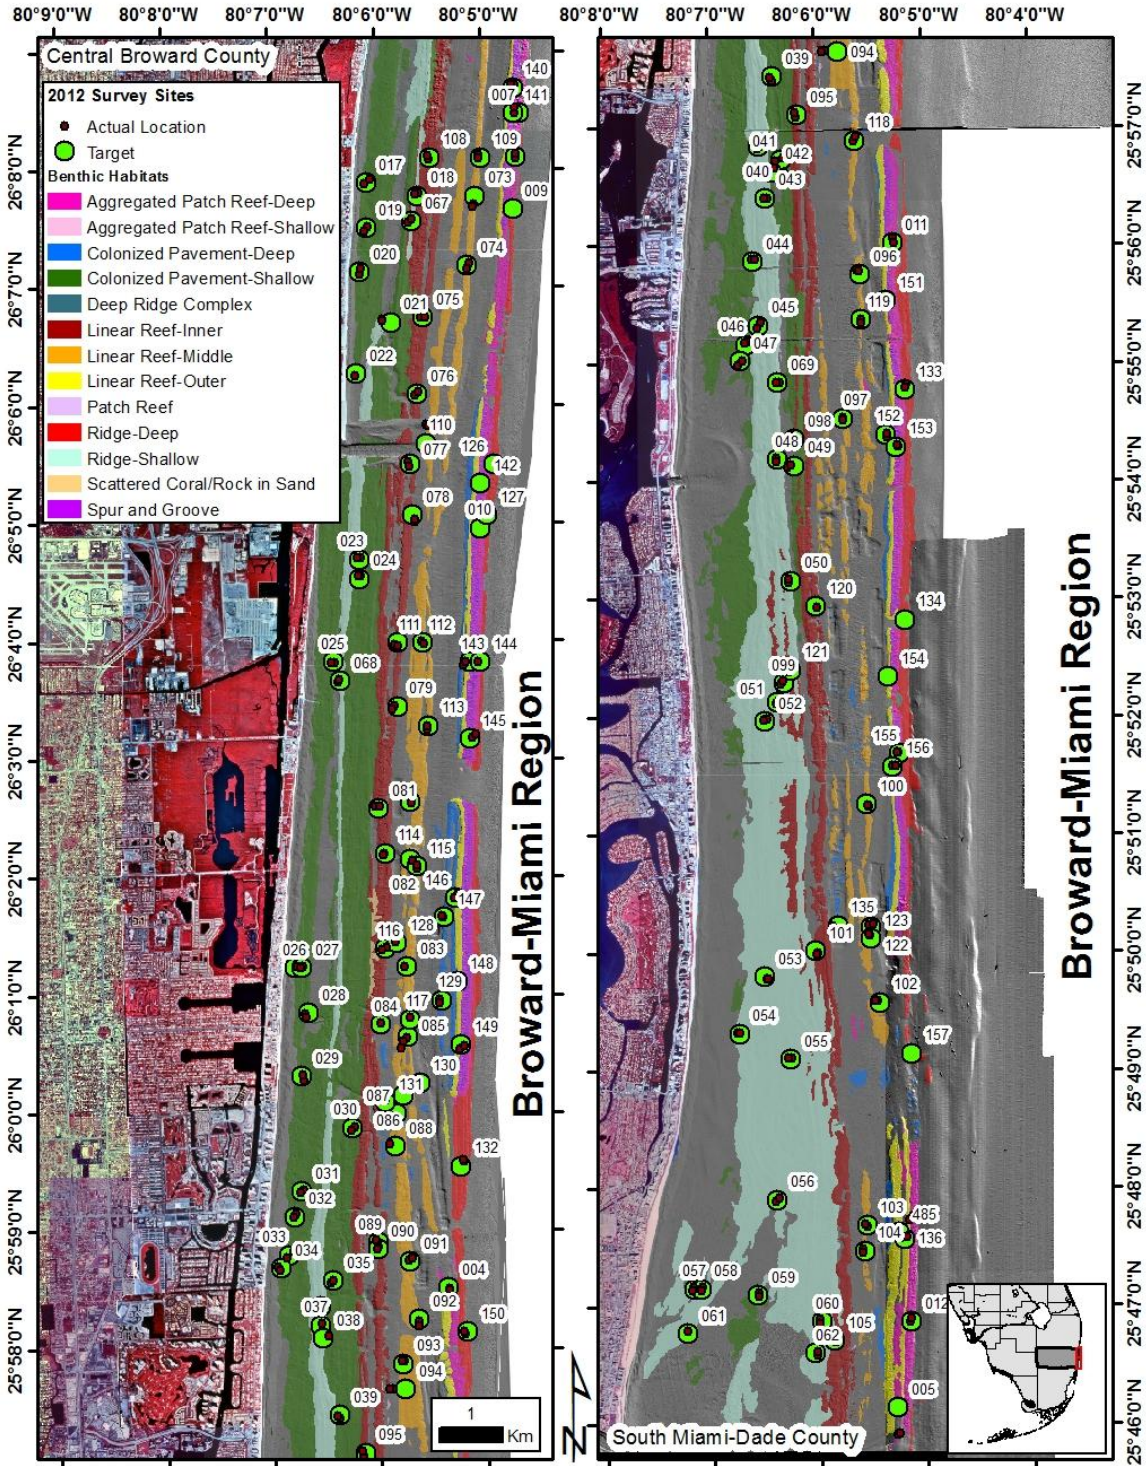 80°9'0"W 80°8'0"W 80°7'0"W 80°6'0"W 80°5'0"W
80°8'0"W 80°7'0"W 80°6'0"W 80°5'0"W 80°4'0"W
Central Broward County
2012 Survey Sites
Actual Location
Target
Benthic Habitats
Aggregated Patch Reef-Deep
Aggregated Patch Reef-Shallow
Colonized Pavement-Deep
Colonized Pavement-Shallow
Deep Ridge Complex
Linear Reef-Inner
Linear Reef-Middle
Linear Reef-Outer
Patch Reef
Ridge-Deep
Ridge-Shallow
Scattered Coral/Rock in Sand
Spur and Groove
26°8'0"N
26°7'0"N
26°6'0"N
26°5'0"N
26°4'0"N
26°3'0"N
26°2'0"N
26°1'0"N
26°0'0"N
25°59'0"N
25°58'0"N
140
007 141
108 109
017
018 073
067 009
019
074
020
075
021
022
076
110
126
077 142
127
078 010
023
024
111 112
025 143 144
068
079
113
145
081
114
115
082 146
147
128
116 083
026 027
148
129
028 117
084
085
149
029
130
131
087
030
086 088
132
031
032
089 090
033 091
034
035 004
092
037
038 150
093
094
039
095
Broward-Miami Region
1
Km
N
094
039
095
118
041
042
040
043
011
044
096
151
045 119
046
047
069
133
097
098 152
153
048 049
050
120
134
121
099 154
051
052
155 156
100
135
123
101
122
053
102
054
157
055
056
103 485
104 136
057 058
059
012
060
061 105
062
005
South Miami-Dade County
Broward-Miami Region
25°57'0"N
25°56'0"N
25°55'0"N
25°54'0"N
25°53'0"N
25°52'0"N
25°51'0"N
25°50'0"N
25°49'0"N
25°48'0"N
25°47'0"N
25°46'0"N